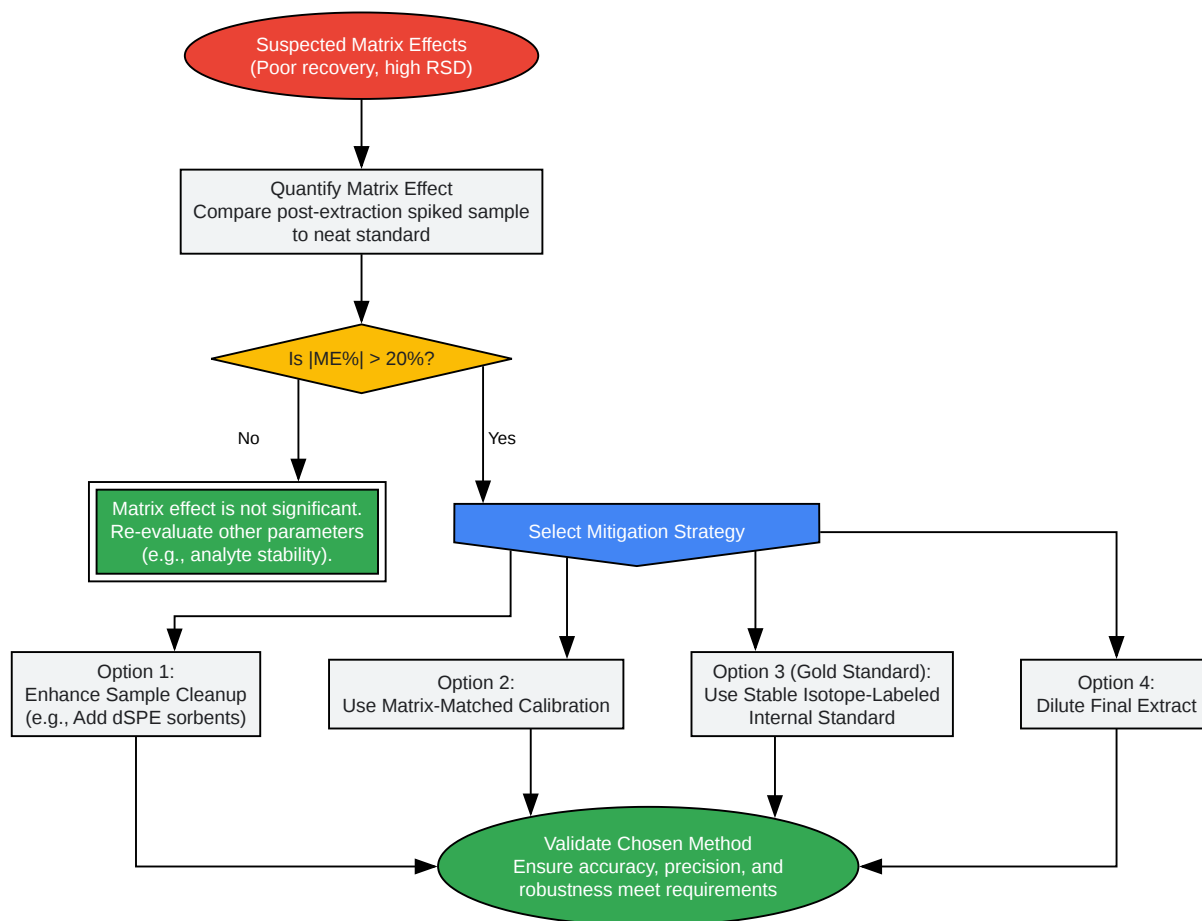 Suspected Matrix Effects
(Poor recovery, high RSD)
Quantify Matrix Effect
Compare post-extraction spiked sample
to neat standard
Is |ME%| > 20%?
No
Yes
Matrix effect is not significant.
Re-evaluate other parameters
(e.g., analyte stability).
Select Mitigation Strategy
Option 1:
Enhance Sample Cleanup
(e.g., Add dSPE sorbents)
Option 2:
Use Matrix-Matched Calibration
Option 3 (Gold Standard):
Use Stable Isotope-Labeled
Internal Standard
Option 4:
Dilute Final Extract
Validate Chosen Method
Ensure accuracy, precision, and
robustness meet requirements